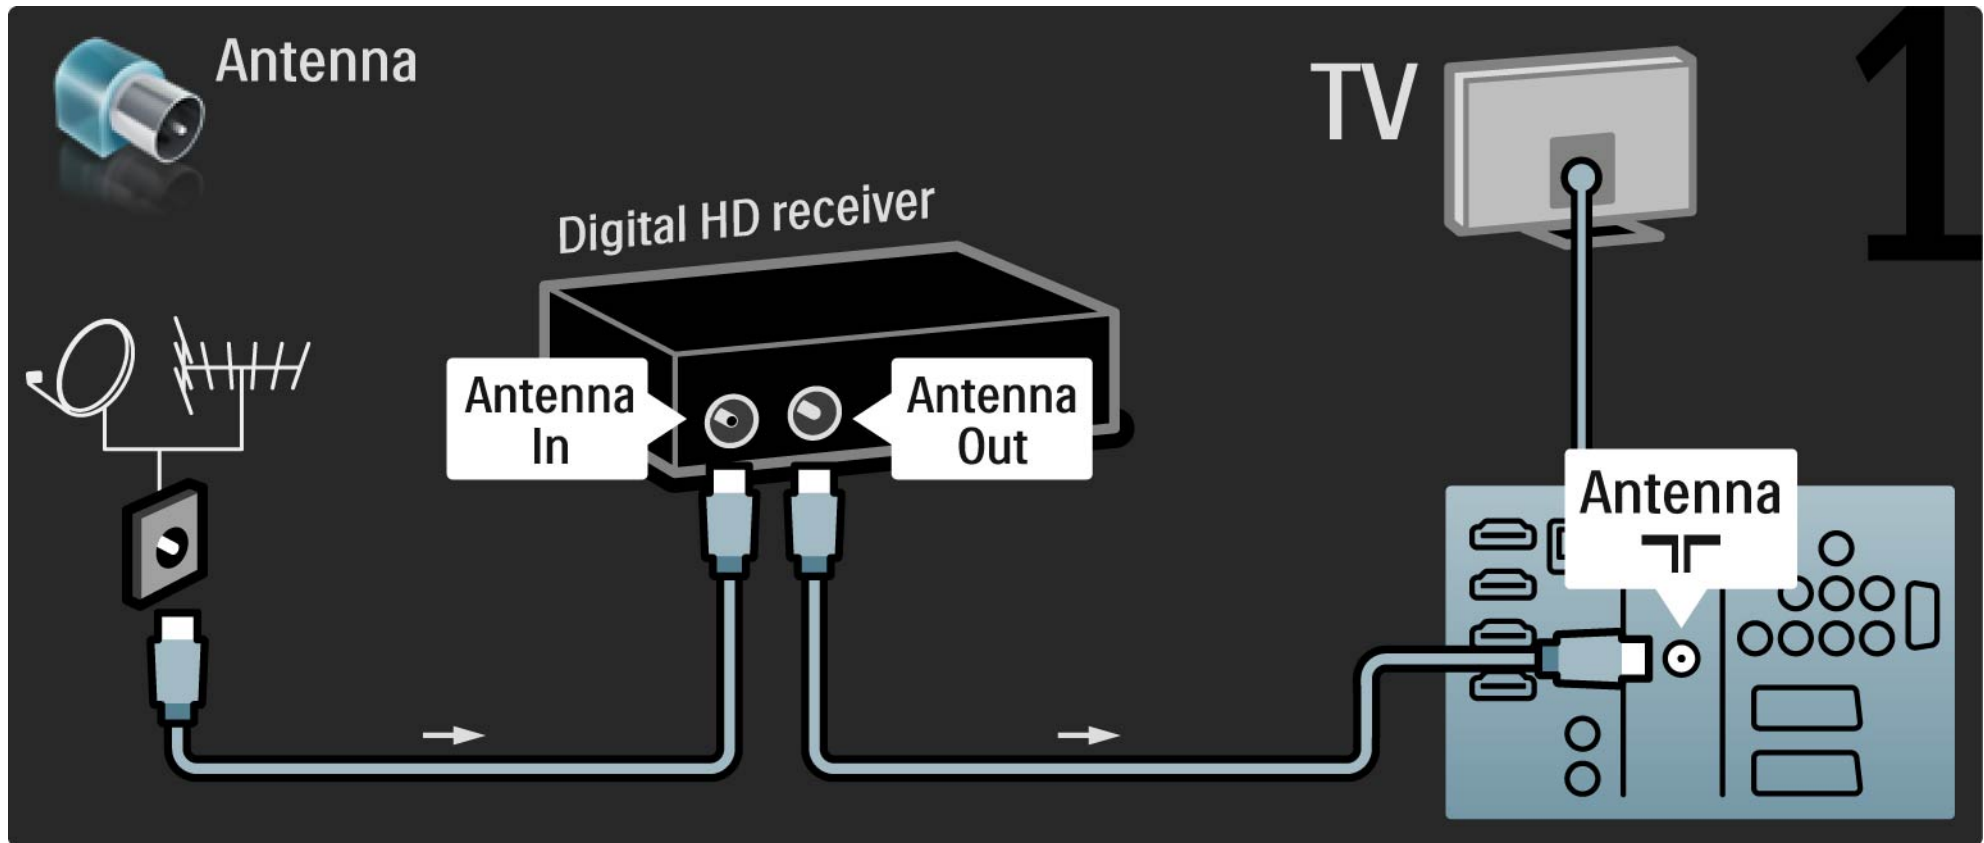 Antenna
TV
1
Digital HD receiver
Antenna
In
Antenna
Out
Antenna